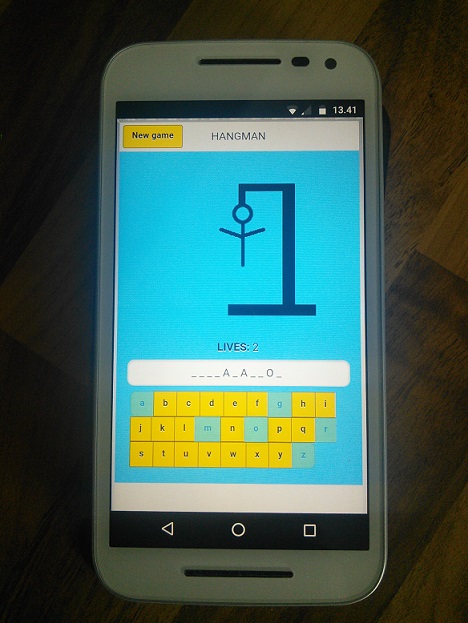 13.41
New game HANGMAN
LIVES: 2
_ _ _ _ A _ A _ _ O _
a b c d e f g h i
j k l m n o p q r
s t u v w x y z